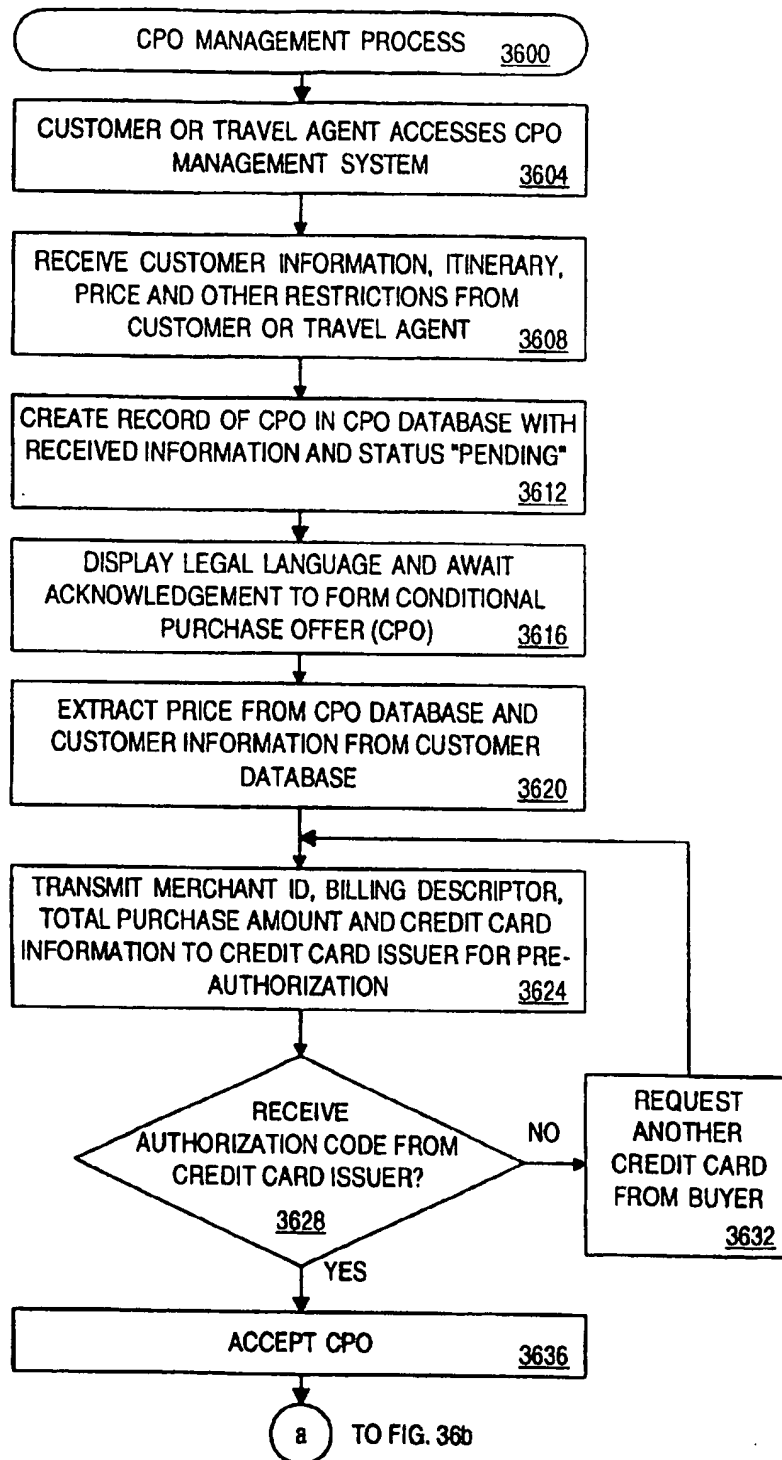 CPO MANAGEMENT PROCESS
3600
CUSTOMER OR TRAVEL AGENT ACCESSES CPO
MANAGEMENT SYSTEM
3604
RECEIVE CUSTOMER INFORMATION, ITINERARY,
PRICE AND OTHER RESTRICTIONS FROM
CUSTOMER OR TRAVEL AGENT
3608
CREATE RECORD OF CPO IN CPO DATABASE WITH
RECEIVED INFORMATION AND STATUS "PENDING"
3612
DISPLAY LEGAL LANGUAGE AND AWAIT
ACKNOWLEDGEMENT TO FORM CONDITIONAL
PURCHASE OFFER (CPO)
3616
EXTRACT PRICE FROM CPO DATABASE AND
CUSTOMER INFORMATION FROM CUSTOMER
DATABASE
3620
TRANSMIT MERCHANT ID, BILLING DESCRIPTOR,
TOTAL PURCHASE AMOUNT AND CREDIT CARD
INFORMATION TO CREDIT CARD ISSUER FOR PRE-
AUTHORIZATION
3624
RECEIVE
AUTHORIZATION CODE FROM
CREDIT CARD ISSUER?
3628
NO
REQUEST
ANOTHER
CREDIT CARD
FROM BUYER
3632
YES
ACCEPT CPO
3636
a
TO FIG. 36b